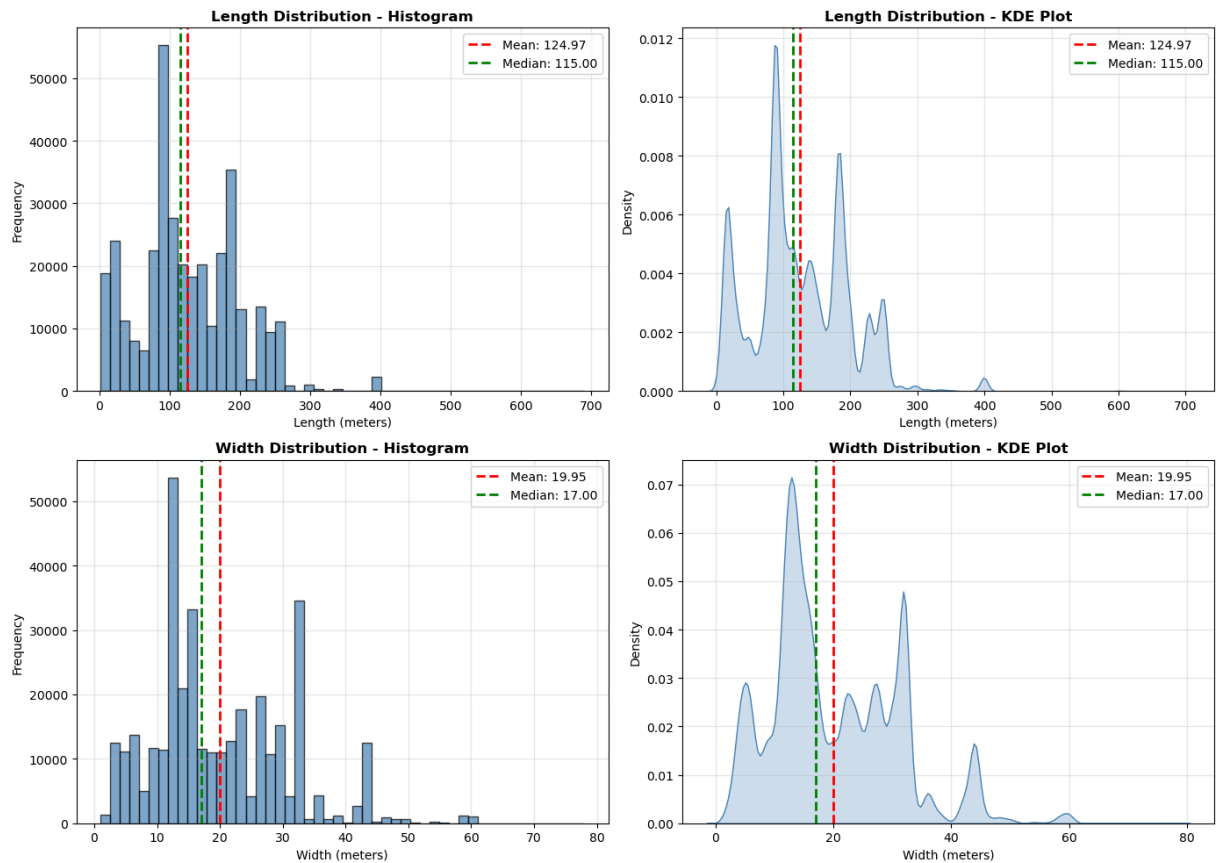 Length Distribution - Histogram
Mean: 124.97
Median: 115.00
Frequency
50000
40000
30000
20000
10000
0
0 100 200 300 400 500 600 700
Length (meters)
Length Distribution - KDE Plot
Mean: 124.97
Median: 115.00
Density
0.012
0.010
0.008
0.006
0.004
0.002
0.000
0 100 200 300 400 500 600 700
Length (meters)
Width Distribution - Histogram
Mean: 19.95
Median: 17.00
Frequency
50000
40000
30000
20000
10000
0
0 10 20 30 40 50 60 70 80
Width (meters)
Width Distribution - KDE Plot
Mean: 19.95
Median: 17.00
Density
0.07
0.06
0.05
0.04
0.03
0.02
0.01
0.00
0 20 40 60 80
Width (meters)